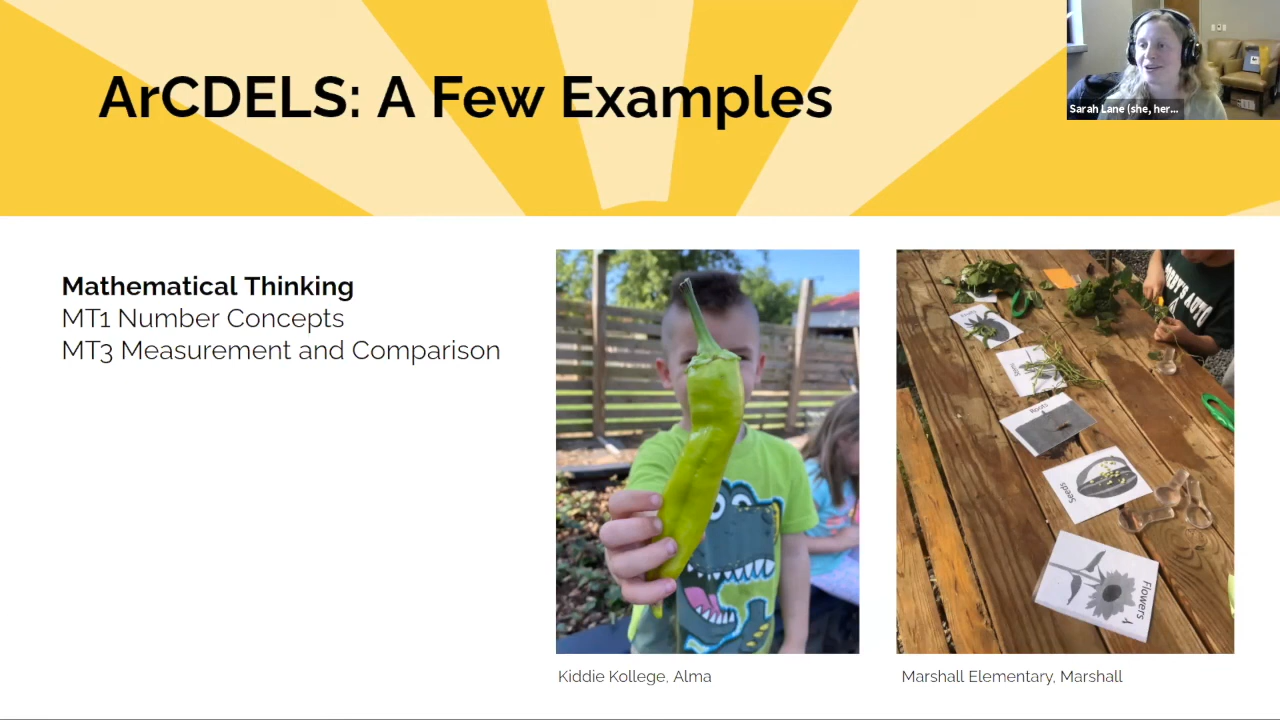 ArCDELS: A Few Examples
Sarah Lane (she, her...
Mathematical Thinking
MT1 Number Concepts
MT3 Measurement and Comparison
Roots
Seeds
Flowers
Kiddie Kollege, Alma
Marshall Elementary, Marshall